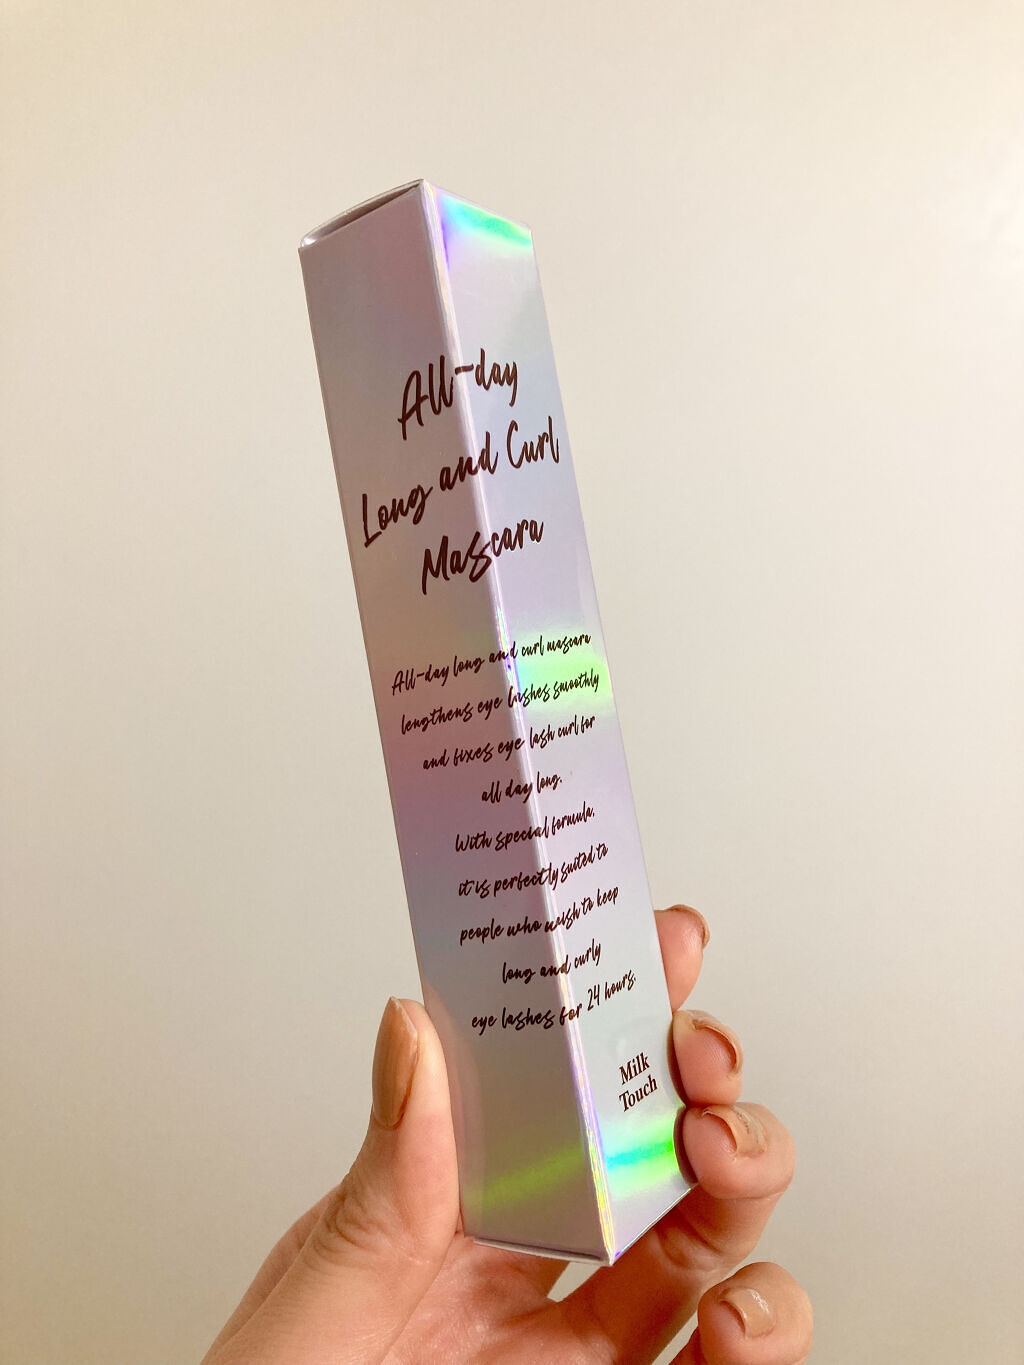 All-day
Long and Curl
Mascara
All-day long and curl mascara
lengthens eye lashes smoothly
and fixes eye lash curl for
all day long.
With special formula,
it is perfectly suited to
people who wish to keep
long and curly
eye lashes for 24 hours.
Milk
Touch